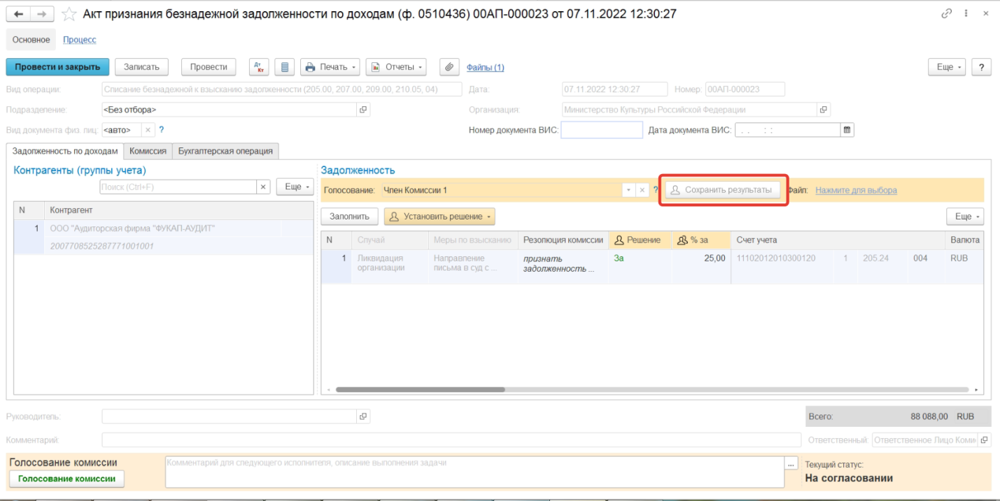 Акт признания безнадежной задолженности по доходам (ф. 0510436) 00АП-000023 от 07.11.2022 12:30:27
Основное Процесс
Провести и закрыть Записать Провести Дт Кт Печать Отчеты Файлы (1) Еще ?
Вид операции: Списание безнадежной к взысканию задолженности (205.00, 207.00, 209.00, 210.05, 04) Дата: 07.11.2022 12:30:27 Номер: 00АП-000023
Подразделение: <Без отбора> Организация: Министерство Культуры Российской Федерации
Вид документа физ. лиц: <авто> × ? Номер документа ВИС: Дата документа ВИС: . . : :
Задолженность по доходам Комиссия Бухгалтерская операция
Контрагенты (группы учета) Задолженность
Поиск (Ctrl+F) × Еще Голосование: Член Комиссии 1 × ? Сохранить результаты Файл: Нажмите для выбора
Заполнить Установить решение Еще
N Контрагент
1 ООО "Аудиторская фирма "ФУКАП-АУДИТ"
2007708525287771001001
N Случай Меры по взысканию Резолюция комиссии Решение % за Счет учета Валюта
1 Ликвидация организации Направление письма в суд с ... признать задолженность ... За 25,00 11102012010300120 1 205.24 004 RUB
Руководитель: Всего: 88 088,00 RUB
Комментарий: Ответственный: Ответственное Лицо Коми
Голосование комиссии Комментарий для следующего исполнителя, описание выполнения задачи ... Текущий статус:
Голосование комиссии На согласовании